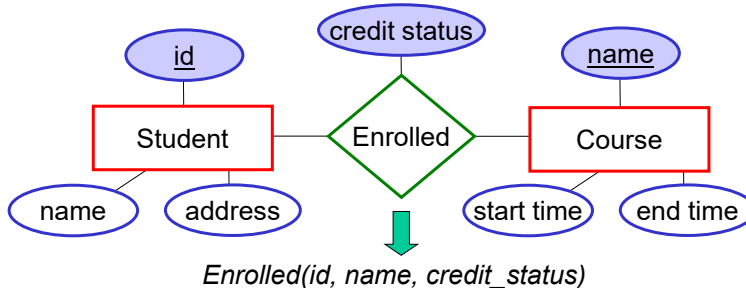 credit status
id
name
Student
Enrolled
Course
name
address
start time
end time
Enrolled(id, name, credit_status)